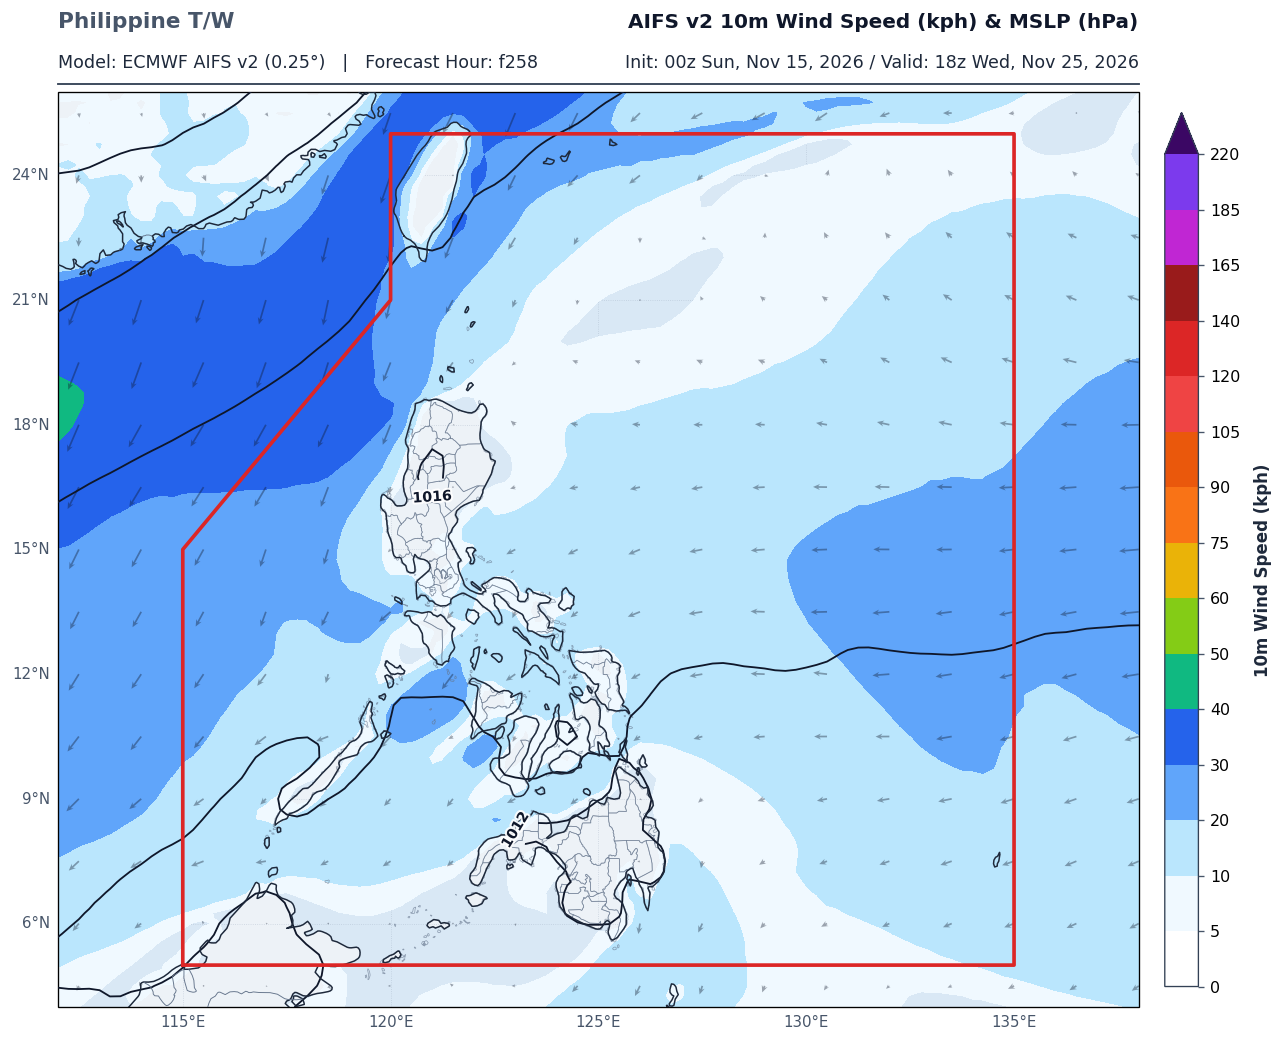 Philippine T/W
AIFS v2 10m Wind Speed (kph) & MSLP (hPa)
Model: ECMWF AIFS v2 (0.25°) | Forecast Hour: f258
Init: 00z Sun, Nov 15, 2026 / Valid: 18z Wed, Nov 25, 2026
24°N
21°N
18°N
15°N
12°N
9°N
6°N
1016
1012
115°E
120°E
125°E
130°E
135°E
220
185
165
140
120
105
90
75
60
50
40
30
20
10
5
0
10m Wind Speed (kph)